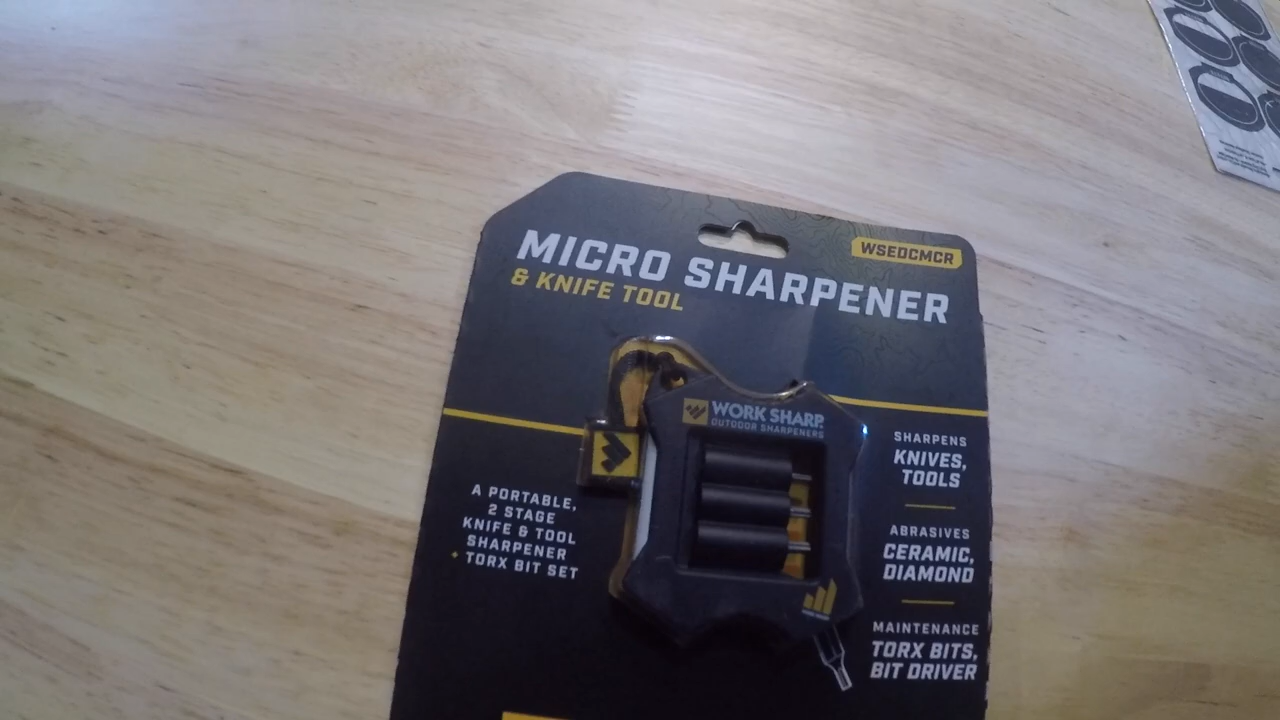 MICRO SHARPENER
& KNIFE TOOL
WSEDCMCR
WORK SHARP
OUTDOOR SHARPENERS
A PORTABLE,
2 STAGE
KNIFE & TOOL
SHARPENER
+ TORX BIT SET
SHARPENS
KNIVES,
TOOLS
ABRASIVES
CERAMIC,
DIAMOND
MAINTENANCE
TORX BITS,
BIT DRIVER